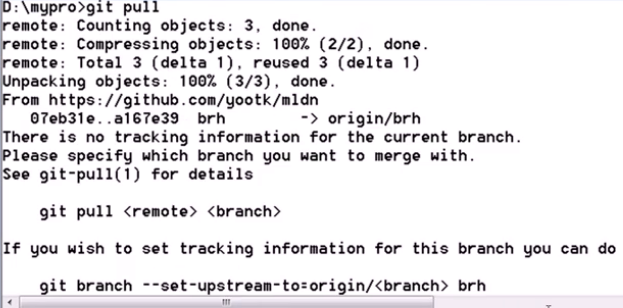 D:\mypro>git pull
remote: Counting objects: 3, done.
remote: Compressing objects: 100% (2/2), done.
remote: Total 3 (delta 1), reused 3 (delta 1)
Unpacking objects: 100% (3/3), done.
From https://github.com/yootk/mldn
   07eb31e..a167e39  brh        -> origin/brh
There is no tracking information for the current branch.
Please specify which branch you want to merge with.
See git-pull(1) for details
    git pull <remote> <branch>
If you wish to set tracking information for this branch you can do
    git branch --set-upstream-to=origin/<branch> brh